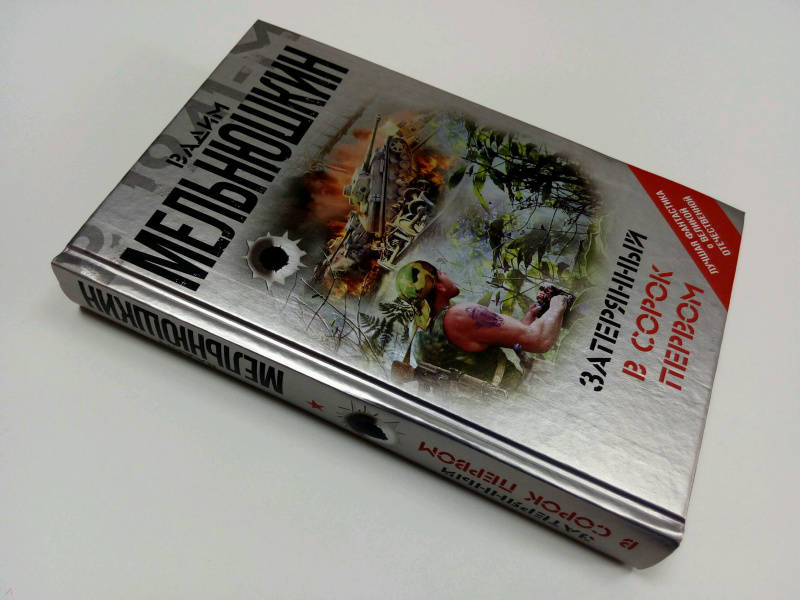 ВАДИМ
МЕЛЬНЮШКИН
ЛУЧШАЯ ФАНТАСТИКА
О ВЕЛИКОЙ
ОТЕЧЕСТВЕННОЙ
ЗАТЕРЯННЫЙ
В СОРОК
ПЕРВОМ
МЕЛЬНЮШКИН
ЗАТЕРЯННЫЙ
В СОРОК ПЕРВОМ